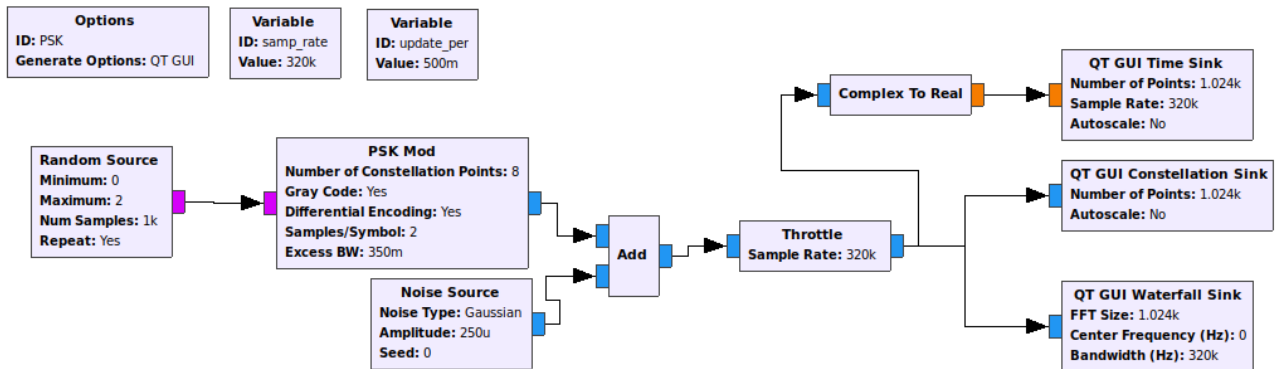 Options
ID: PSK
Generate Options: QT GUI
Variable
ID: samp_rate
Value: 320k
Variable
ID: update_per
Value: 500m
Random Source
Minimum: 0
Maximum: 2
Num Samples: 1k
Repeat: Yes
PSK Mod
Number of Constellation Points: 8
Gray Code: Yes
Differential Encoding: Yes
Samples/Symbol: 2
Excess BW: 350m
Noise Source
Noise Type: Gaussian
Amplitude: 250u
Seed: 0
Add
Throttle
Sample Rate: 320k
Complex To Real
QT GUI Time Sink
Number of Points: 1.024k
Sample Rate: 320k
Autoscale: No
QT GUI Constellation Sink
Number of Points: 1.024k
Autoscale: No
QT GUI Waterfall Sink
FFT Size: 1.024k
Center Frequency (Hz): 0
Bandwidth (Hz): 320k